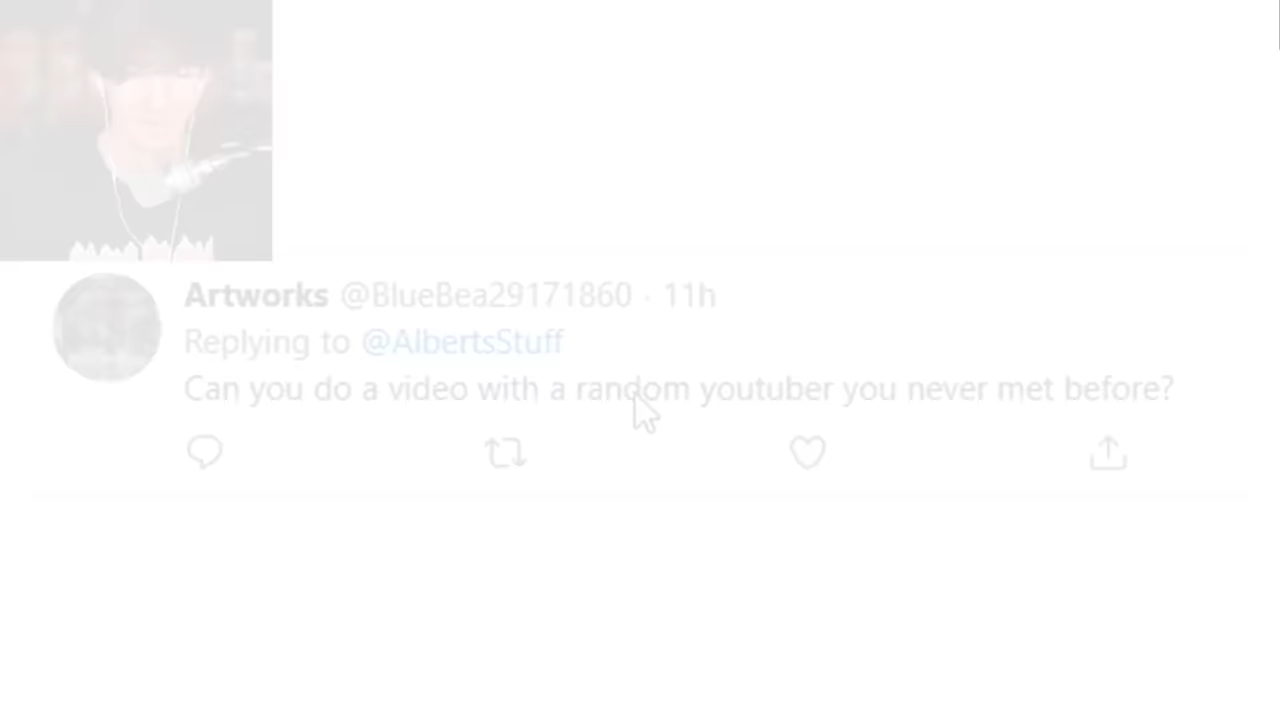 Artworks @BlueBea29171860 · 11h
Replying to @AlbertsStuff
Can you do a video with a random youtuber you never met before?